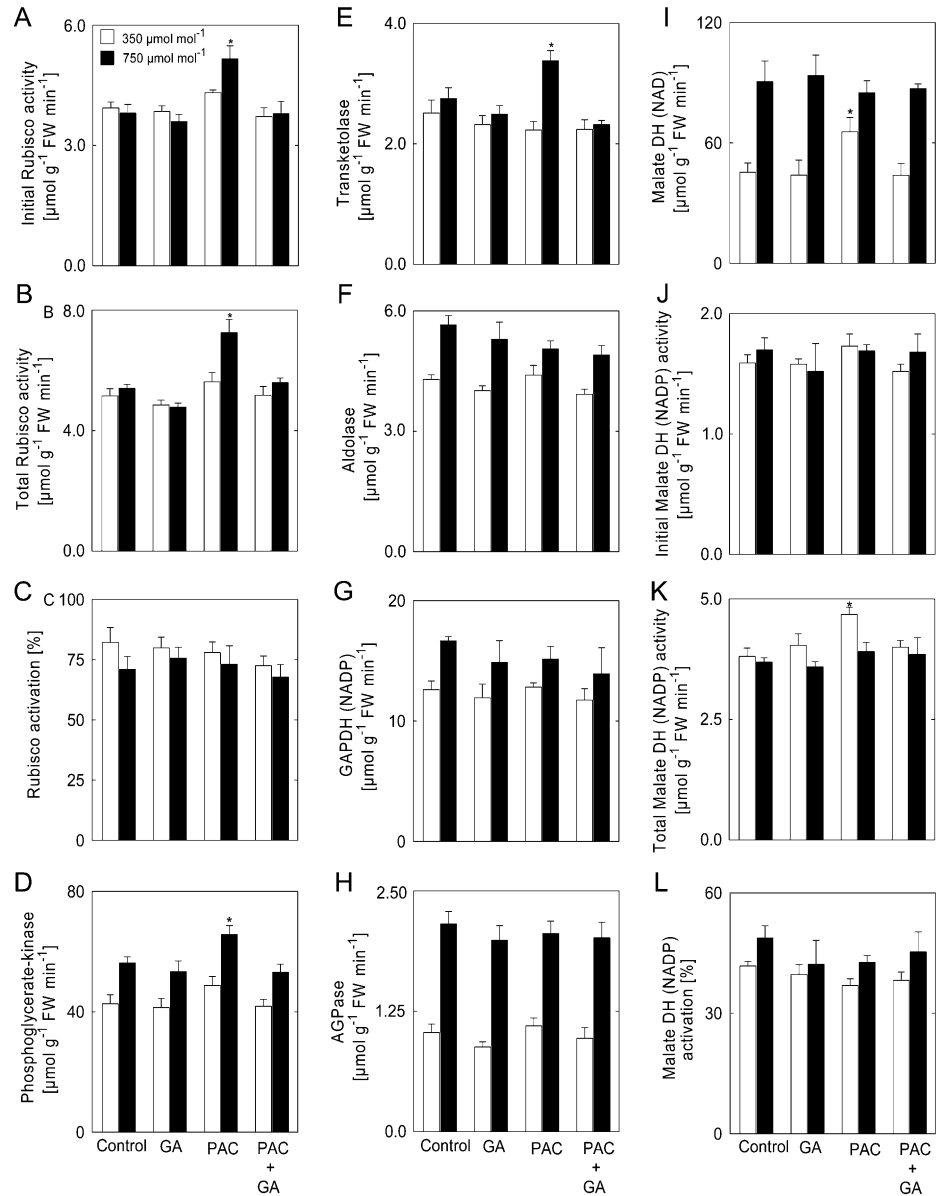 A
Initial Rubisco activity
[µmol g-1 FW min-1]
6.0
3.0
0.0
350 µmol mol-1
750 µmol mol-1
*
B
B
Total Rubisco activity
[µmol g-1 FW min-1]
8.0
4.0
0.0
*
C
C
Rubisco activation [%]
100
75
50
25
0
D
Phosphoglycerate-kinase
[µmol g-1 FW min-1]
80
40
0
*
Control
GA
PAC
PAC
+
GA
E
Transketolase
[µmol g-1 FW min-1]
4.0
2.0
0.0
*
F
Aldolase
[µmol g-1 FW min-1]
6.0
3.0
0.0
G
GAPDH (NADP)
[µmol g-1 FW min-1]
20
10
0
H
AGPase
[µmol g-1 FW min-1]
2.50
1.25
0.0
Control
GA
PAC
PAC
+
GA
I
Malate DH (NAD)
[µmol g-1 FW min-1]
120
60
0
*
J
Initial Malate DH (NADP) activity
[µmol g-1 FW min-1]
2.0
1.0
0.0
K
Total Malate DH (NADP) activity
[µmol g-1 FW min-1]
5.0
2.5
0.0
*
L
Malate DH (NADP)
activation [%]
60
30
0
Control
GA
PAC
PAC
+
GA